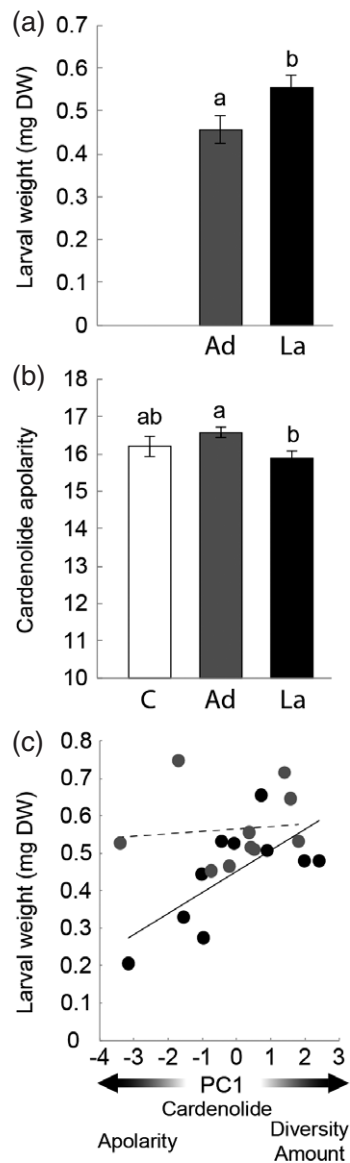 (a)
Larval weight (mg DW)
0.7
0.6
0.5
0.4
0.3
0.2
0.1
0
a
b
Ad La
(b)
Cardenolide apolarity
18
17
16
15
14
13
12
11
10
ab a b
C Ad La
(c)
Larval weight (mg DW)
0.8
0.7
0.6
0.5
0.4
0.3
0.2
0.1
0
-4 -3 -2 -1 0 1 2 3 4
PC1
Cardenolide
Apolarity Diversity
Amount